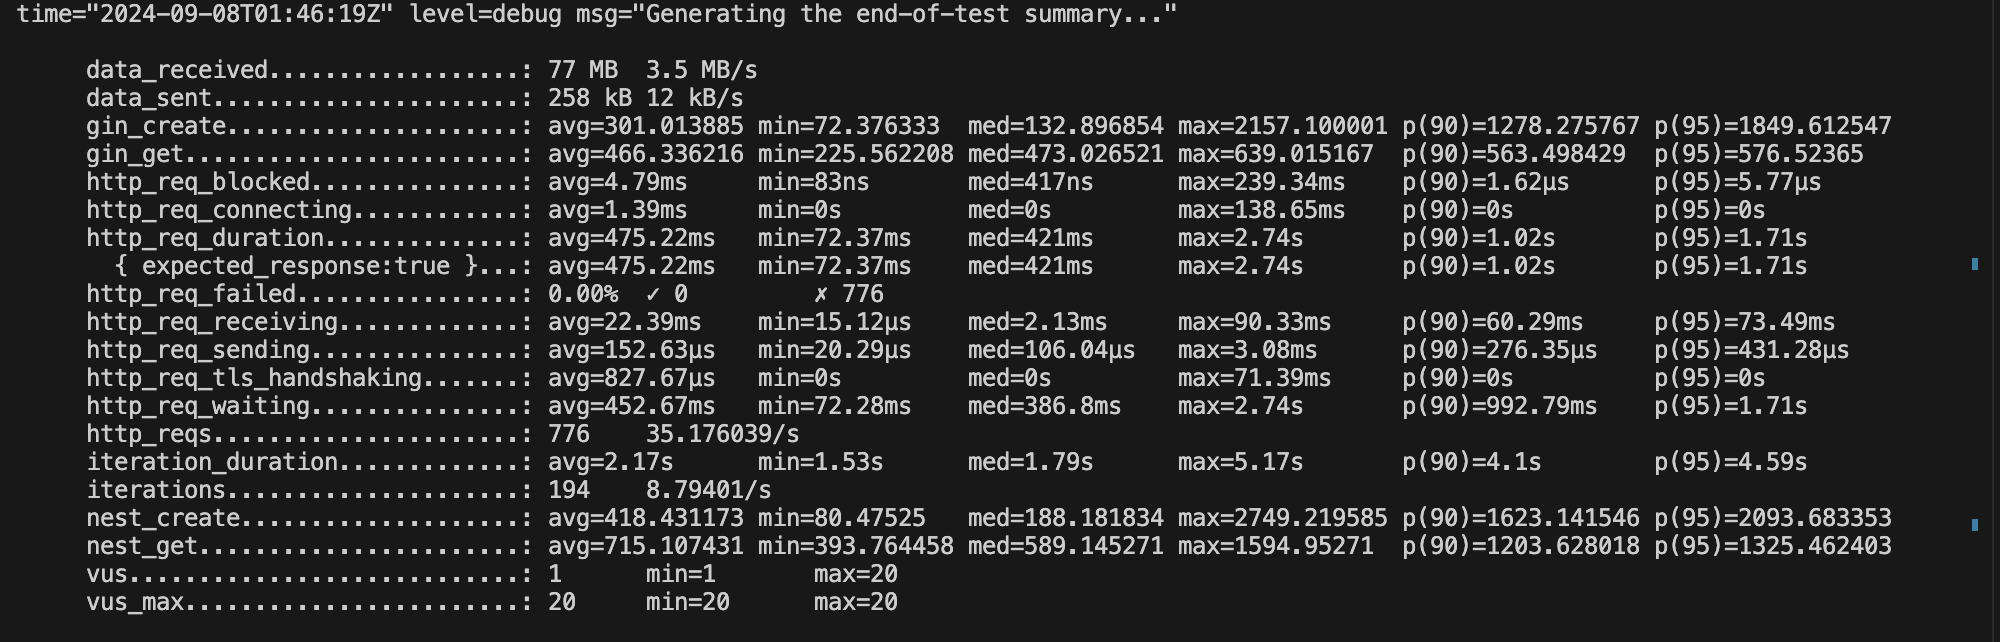 time="2024-09-08T01:46:19Z" level=debug msg="Generating the end-of-test summary..."
data_received..................: 77 MB  3.5 MB/s
data_sent......................: 258 kB 12 kB/s
gin_create.....................: avg=301.013885 min=72.376333  med=132.896854 max=2157.100001 p(90)=1278.275767 p(95)=1849.612547
gin_get........................: avg=466.336216 min=225.562208 med=473.026521 max=639.015167  p(90)=563.498429  p(95)=576.52365
http_req_blocked...............: avg=4.79ms     min=83ns       med=417ns      max=239.34ms    p(90)=1.62µs      p(95)=5.77µs
http_req_connecting............: avg=1.39ms     min=0s         med=0s         max=138.65ms    p(90)=0s          p(95)=0s
http_req_duration..............: avg=475.22ms   min=72.37ms    med=421ms      max=2.74s       p(90)=1.02s       p(95)=1.71s
  { expected_response:true }...: avg=475.22ms   min=72.37ms    med=421ms      max=2.74s       p(90)=1.02s       p(95)=1.71s
http_req_failed................: 0.00%  ✓ 0         ✗ 776
http_req_receiving.............: avg=22.39ms    min=15.12µs    med=2.13ms     max=90.33ms     p(90)=60.29ms     p(95)=73.49ms
http_req_sending...............: avg=152.63µs   min=20.29µs    med=106.04µs   max=3.08ms      p(90)=276.35µs    p(95)=431.28µs
http_req_tls_handshaking.......: avg=827.67µs   min=0s         med=0s         max=71.39ms     p(90)=0s          p(95)=0s
http_req_waiting...............: avg=452.67ms   min=72.28ms    med=386.8ms    max=2.74s       p(90)=992.79ms    p(95)=1.71s
http_reqs......................: 776    35.176039/s
iteration_duration.............: avg=2.17s      min=1.53s      med=1.79s      max=5.17s       p(90)=4.1s        p(95)=4.59s
iterations.....................: 194    8.79401/s
nest_create....................: avg=418.431173 min=80.47525   med=188.181834 max=2749.219585 p(90)=1623.141546 p(95)=2093.683353
nest_get.......................: avg=715.107431 min=393.764458 med=589.145271 max=1594.95271  p(90)=1203.628018 p(95)=1325.462403
vus............................: 1      min=1       max=20
vus_max........................: 20     min=20      max=20